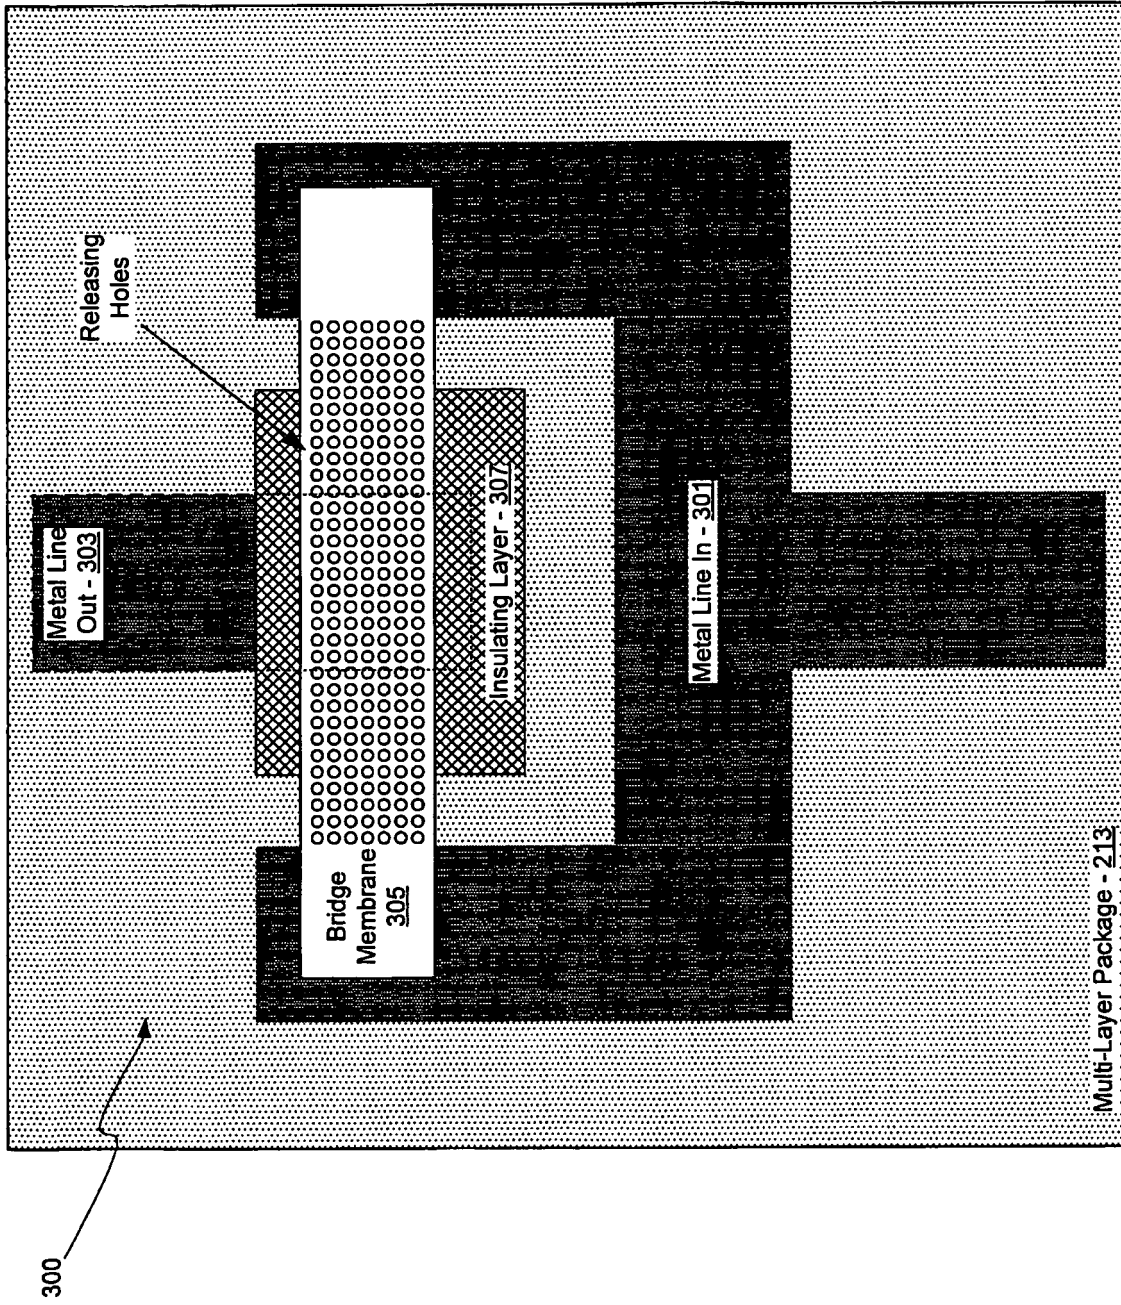 300
Releasing
Holes
Metal Line
Out - 303
Bridge
Membrane
305
Insulating Layer - 307
Metal Line In - 301
Multi-Layer Package - 213